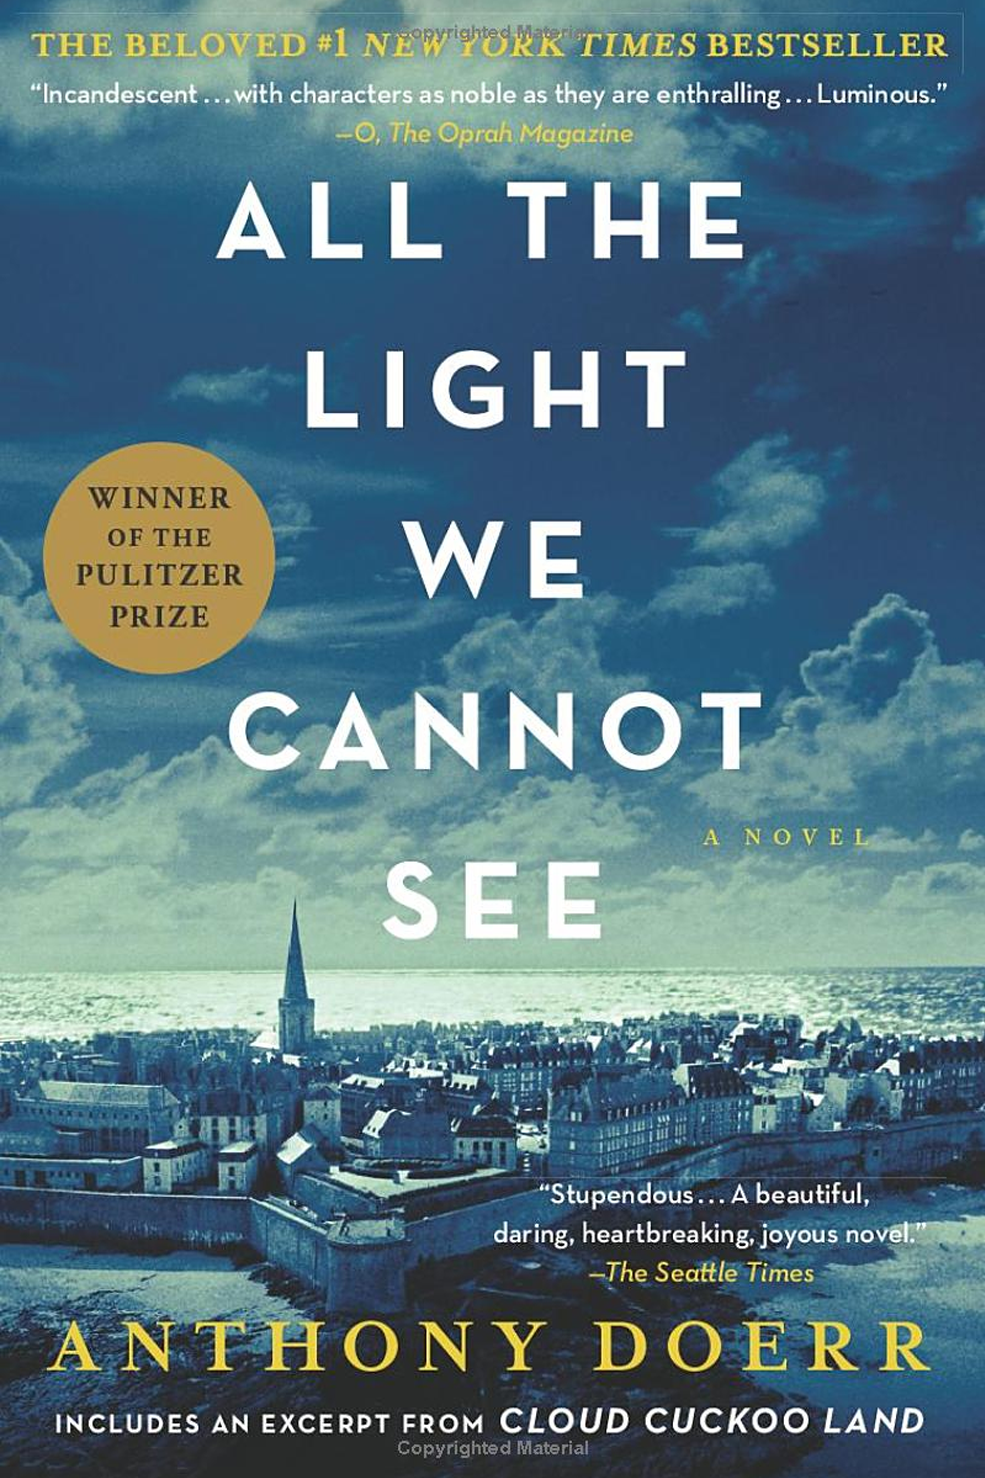 Copyrighted Material
THE BELOVED #1 NEW YORK TIMES BESTSELLER
“Incandescent...with characters as noble as they are enthralling...Luminous.”
—O, The Oprah Magazine
ALL THE
LIGHT
WE
CANNOT
SEE
WINNER
OF THE
PULITZER
PRIZE
A NOVEL
“Stupendous... A beautiful,
daring, heartbreaking, joyous novel.”
—The Seattle Times
ANTHONY DOERR
INCLUDES AN EXCERPT FROM CLOUD CUCKOO LAND
Copyrighted Material